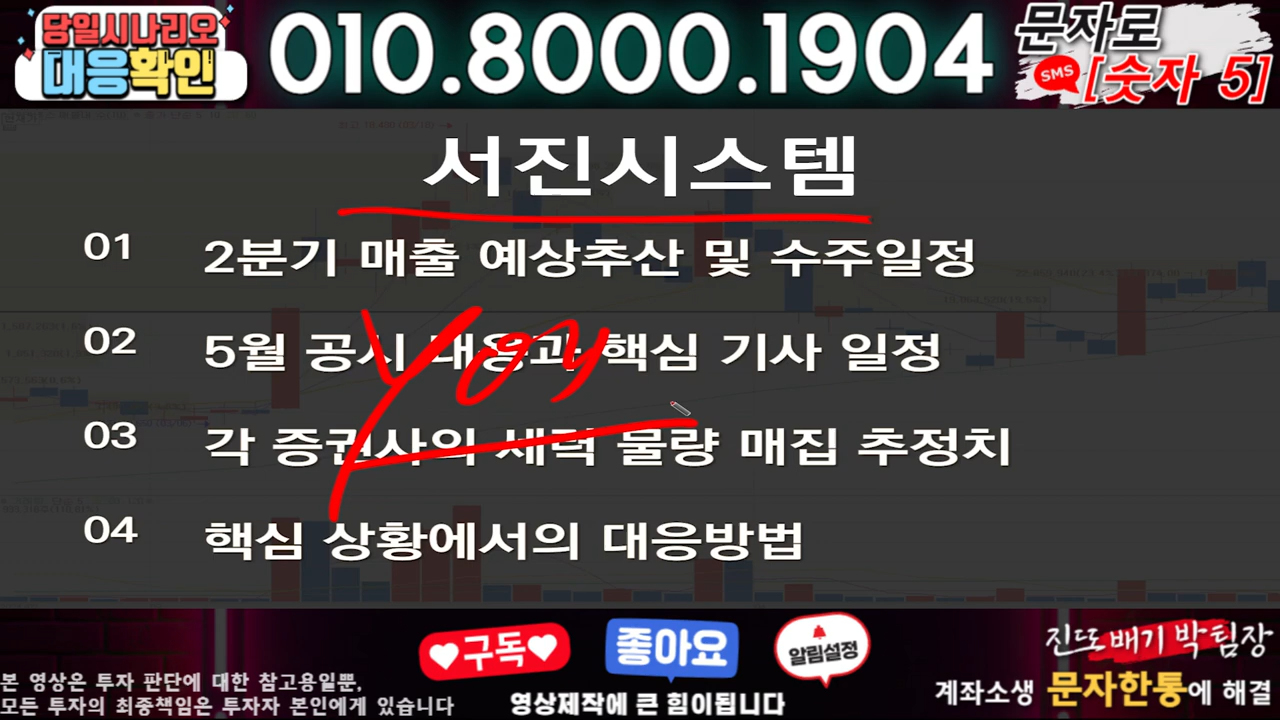 당일시나리오
대응확인
010.8000.1904
문자로
SMS [숫자 5]
서진시스템
01 2분기 매출 예상추산 및 수주일정
02 5월 공시 내용과 핵심 기사 일정
03 각 증권사의 세력 물량 매집 추정치
04 핵심 상황에서의 대응방법
구독
좋아요
알림설정
진또배기 박팀장
본 영상은 투자 판단에 대한 참고용일뿐,
모든 투자의 최종책임은 투자자 본인에게 있습니다
영상제작에 큰 힘이됩니다
계좌소생 문자한통에 해결